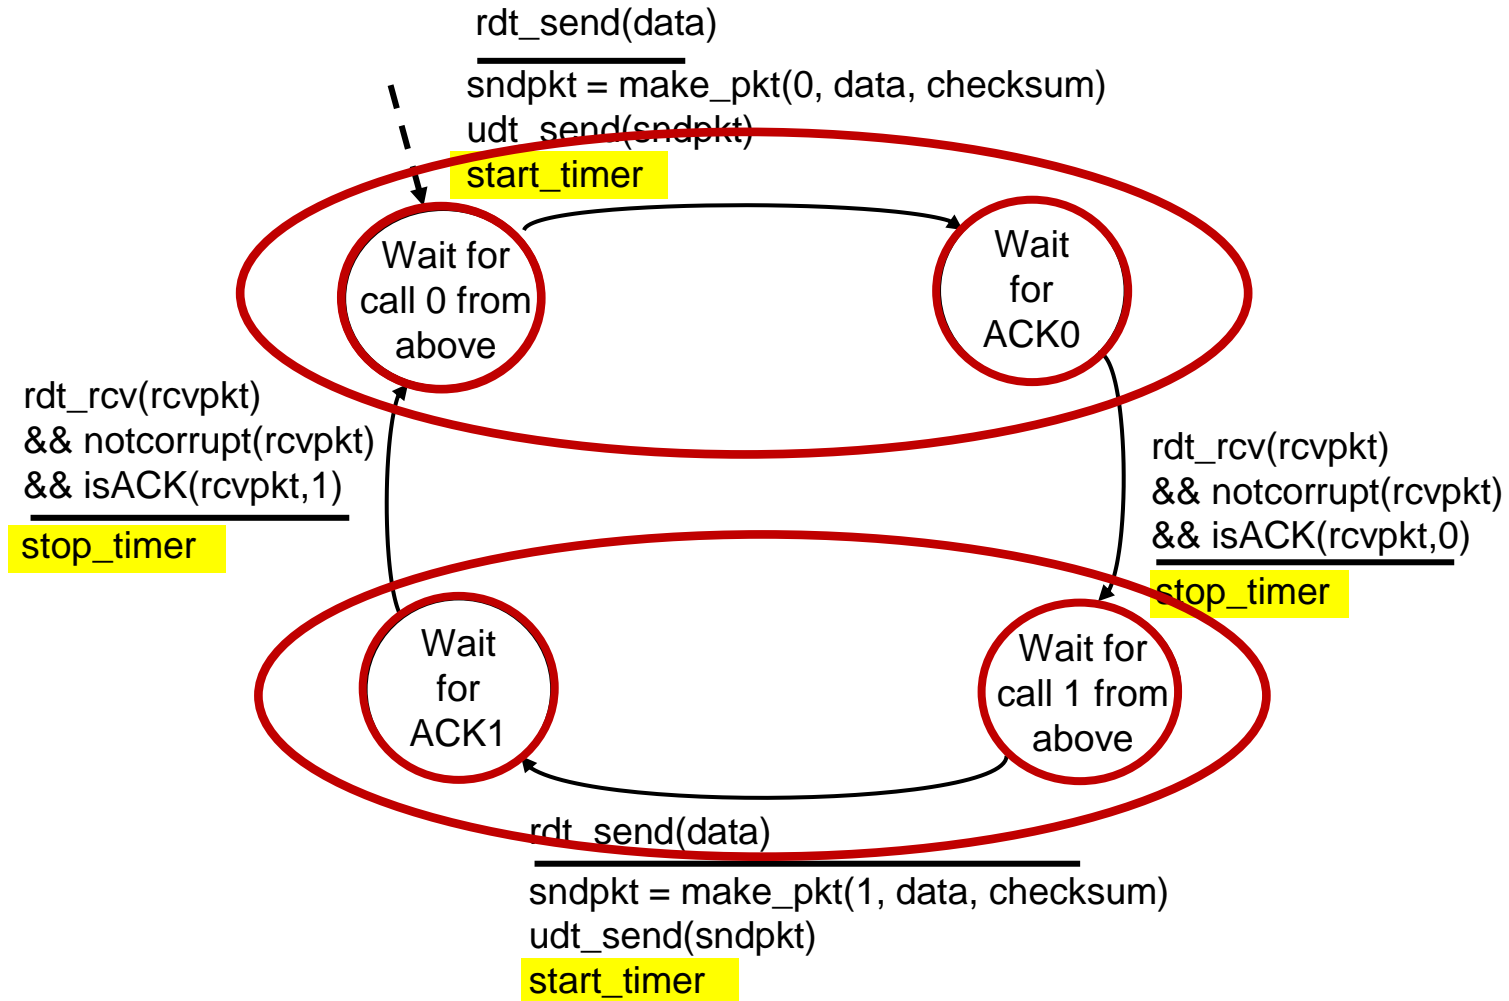 rdt_send(data)
sndpkt = make_pkt(0, data, checksum)
udt_send(sndpkt)
start_timer
Wait for
call 0 from
above
Wait
for
ACK0
rdt_rcv(rcvpkt)
&& notcorrupt(rcvpkt)
&& isACK(rcvpkt,1)
stop_timer
rdt_rcv(rcvpkt)
&& notcorrupt(rcvpkt)
&& isACK(rcvpkt,0)
stop_timer
Wait
for
ACK1
Wait for
call 1 from
above
rdt_send(data)
sndpkt = make_pkt(1, data, checksum)
udt_send(sndpkt)
start_timer